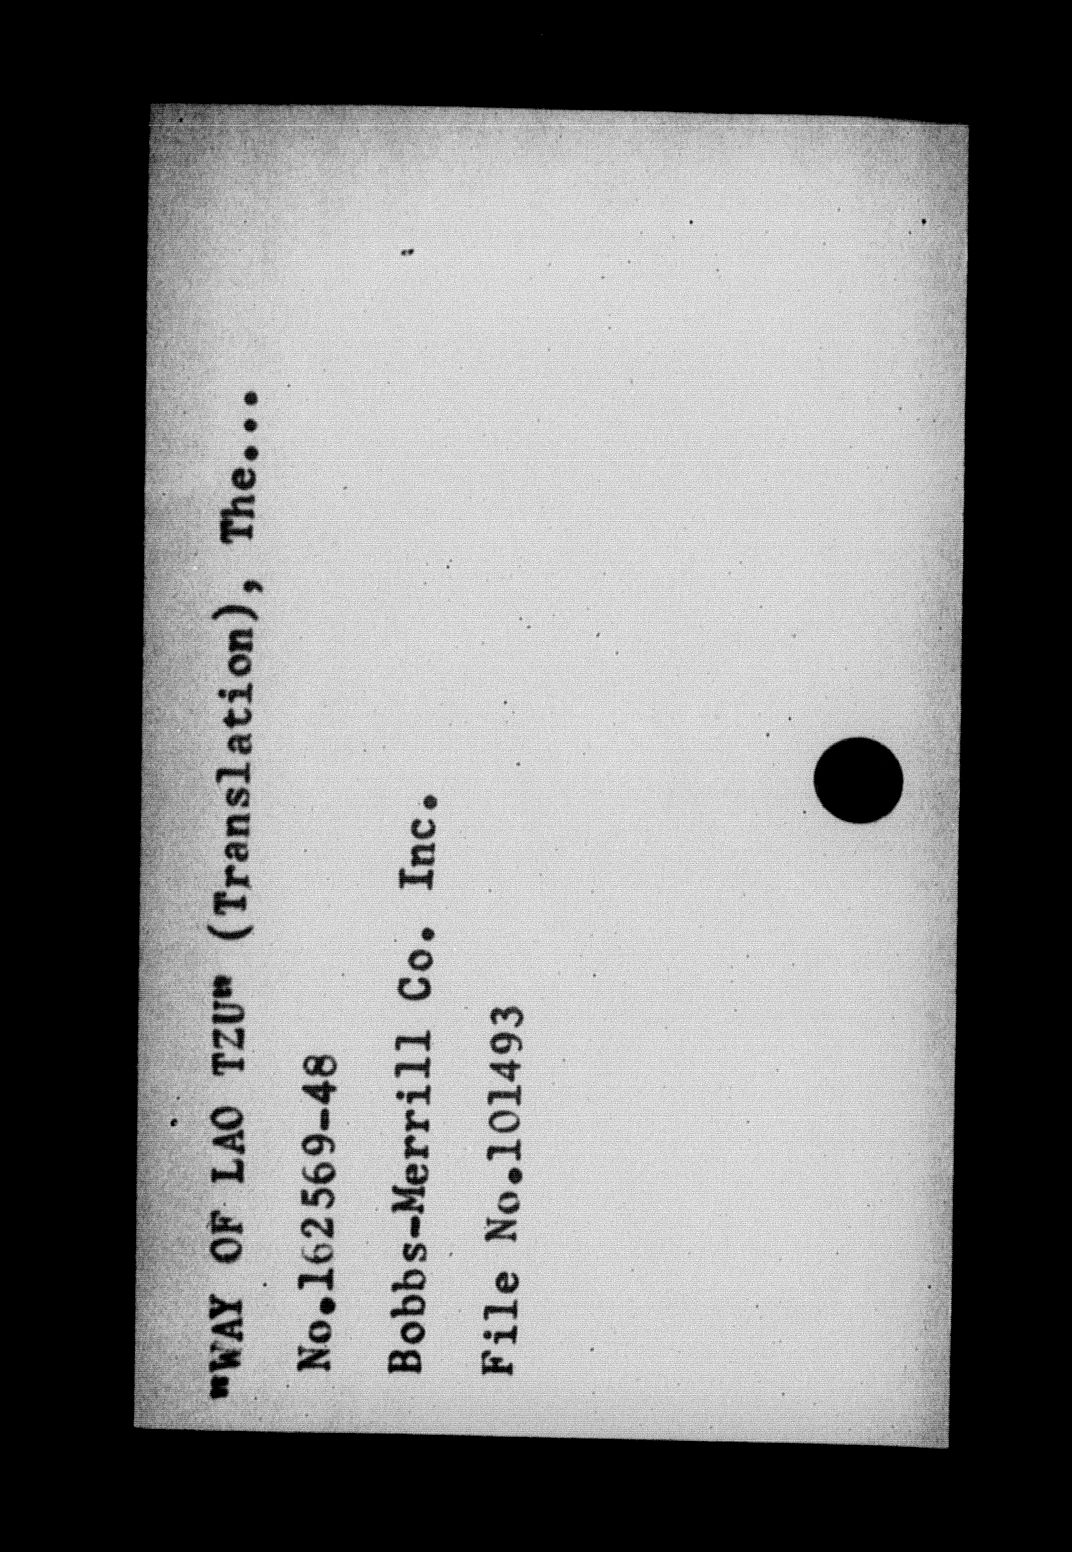 "WAY OF LAO TZU" (Translation), The...
No.162569-48
Bobbs-Merrill Co. Inc.
File No.101493